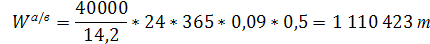 W^{а/в} = 40000/14,2 * 24 * 365 * 0,09 * 0,5 = 1 110 423 т